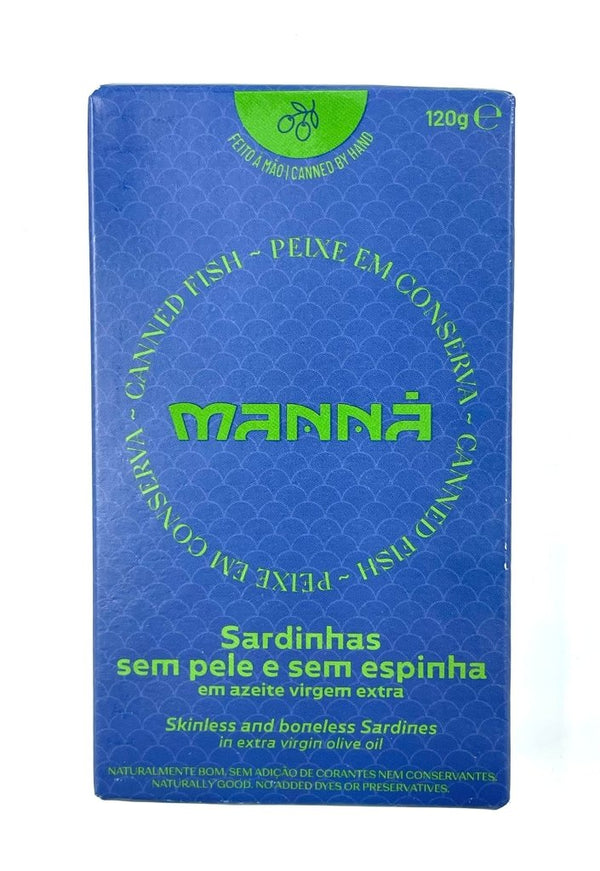 120g ℮
FEITO A MÃO | CANNED BY HAND
CANNED FISH ~ PEIXE EM CONSERVA ~ CANNED FISH ~ PEIXE EM CONSERVA ~
MANNÁ
Sardinhas
sem pele e sem espinha
em azeite virgem extra
Skinless and boneless Sardines
in extra virgin olive oil
NATURALMENTE BOM, SEM ADIÇÃO DE CORANTES NEM CONSERVANTES.
NATURALLY GOOD. NO ADDED DYES OR PRESERVATIVES.